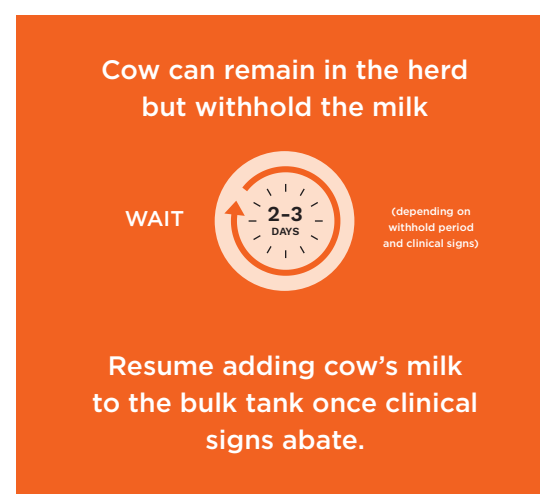 Cow can remain in the herd
but withhold the milk
WAIT
2-3
DAYS
(depending on
withhold period
and clinical signs)
Resume adding cow’s milk
to the bulk tank once clinical
signs abate.